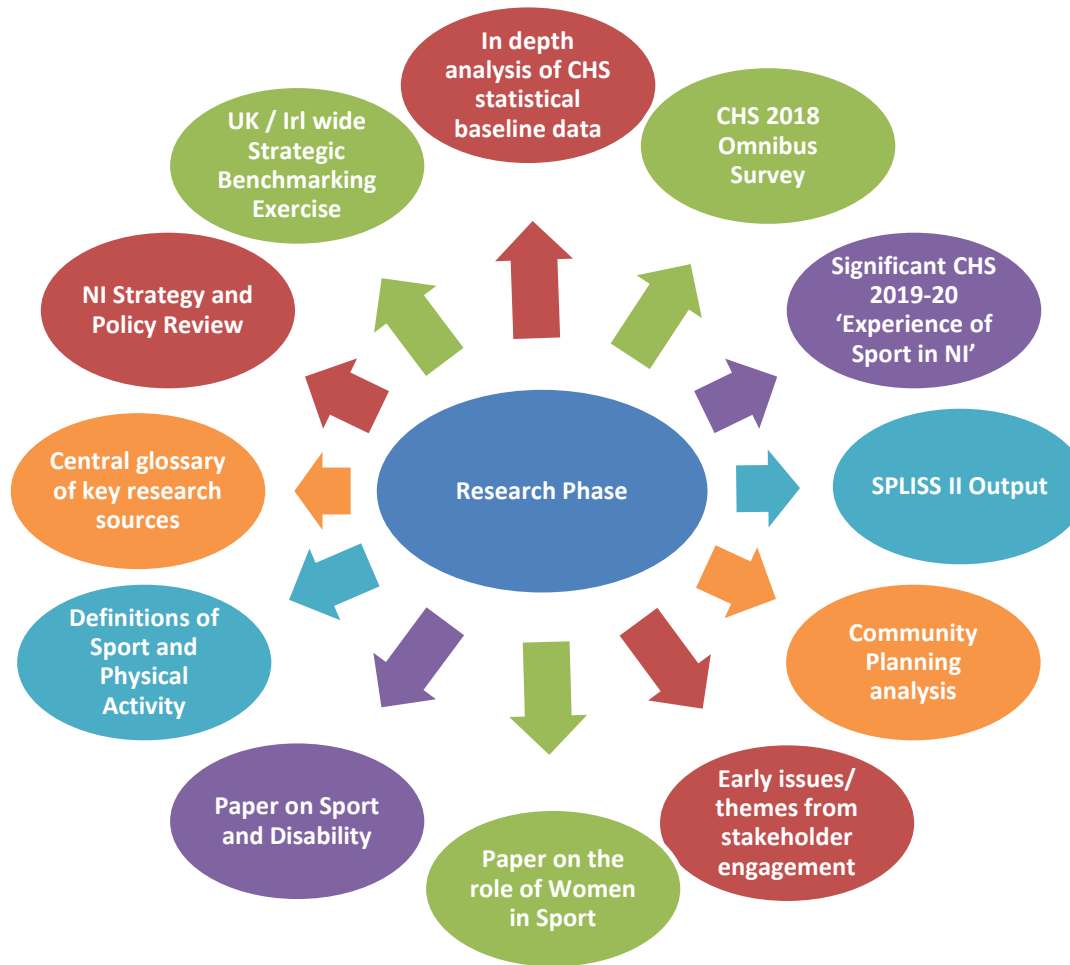 In depth
analysis of CHS
statistical
baseline data
CHS 2018
Omnibus
Survey
Significant CHS
2019-20
‘Experience of
Sport in NI’
SPLISS II Output
Community
Planning
analysis
Early issues/
themes from
stakeholder
engagement
Paper on the
role of Women
in Sport
Paper on Sport
and Disability
Definitions of
Sport and
Physical
Activity
Central glossary
of key research
sources
NI Strategy and
Policy Review
UK / Irl wide
Strategic
Benchmarking
Exercise
Research Phase